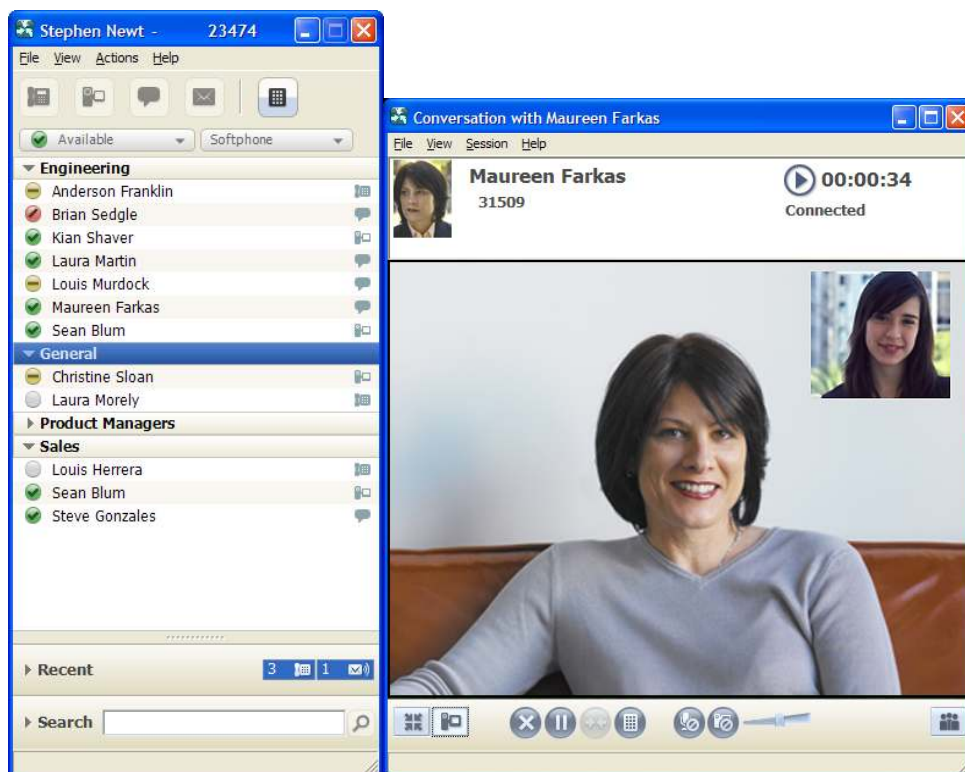 Stephen Newt - 23474
File View Actions Help
Available Softphone
Engineering
Anderson Franklin
Brian Sedgle
Kian Shaver
Laura Martin
Louis Murdock
Maureen Farkas
Sean Blum
General
Christine Sloan
Laura Morely
Product Managers
Sales
Louis Herrera
Sean Blum
Steve Gonzales
Recent 3 1
Search
Conversation with Maureen Farkas
File View Session Help
Maureen Farkas 00:00:34
31509 Connected